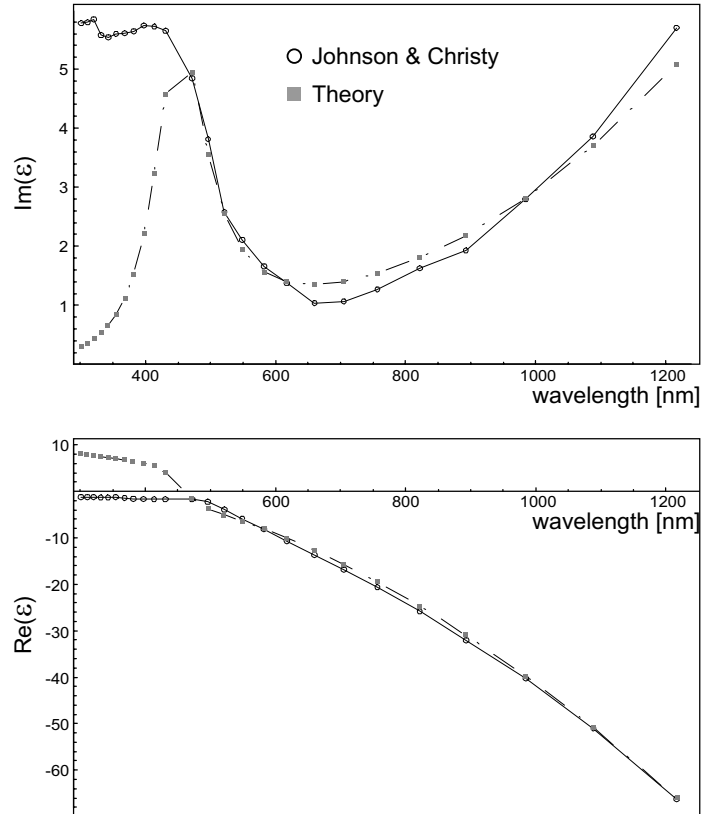 5
4
3
2
1
Im(ε)
Johnson & Christy
Theory
400 600 800 1000 1200
wavelength [nm]
10
-10
-20
-30
-40
-50
-60
Re(ε)
600 800 1000 1200
wavelength [nm]